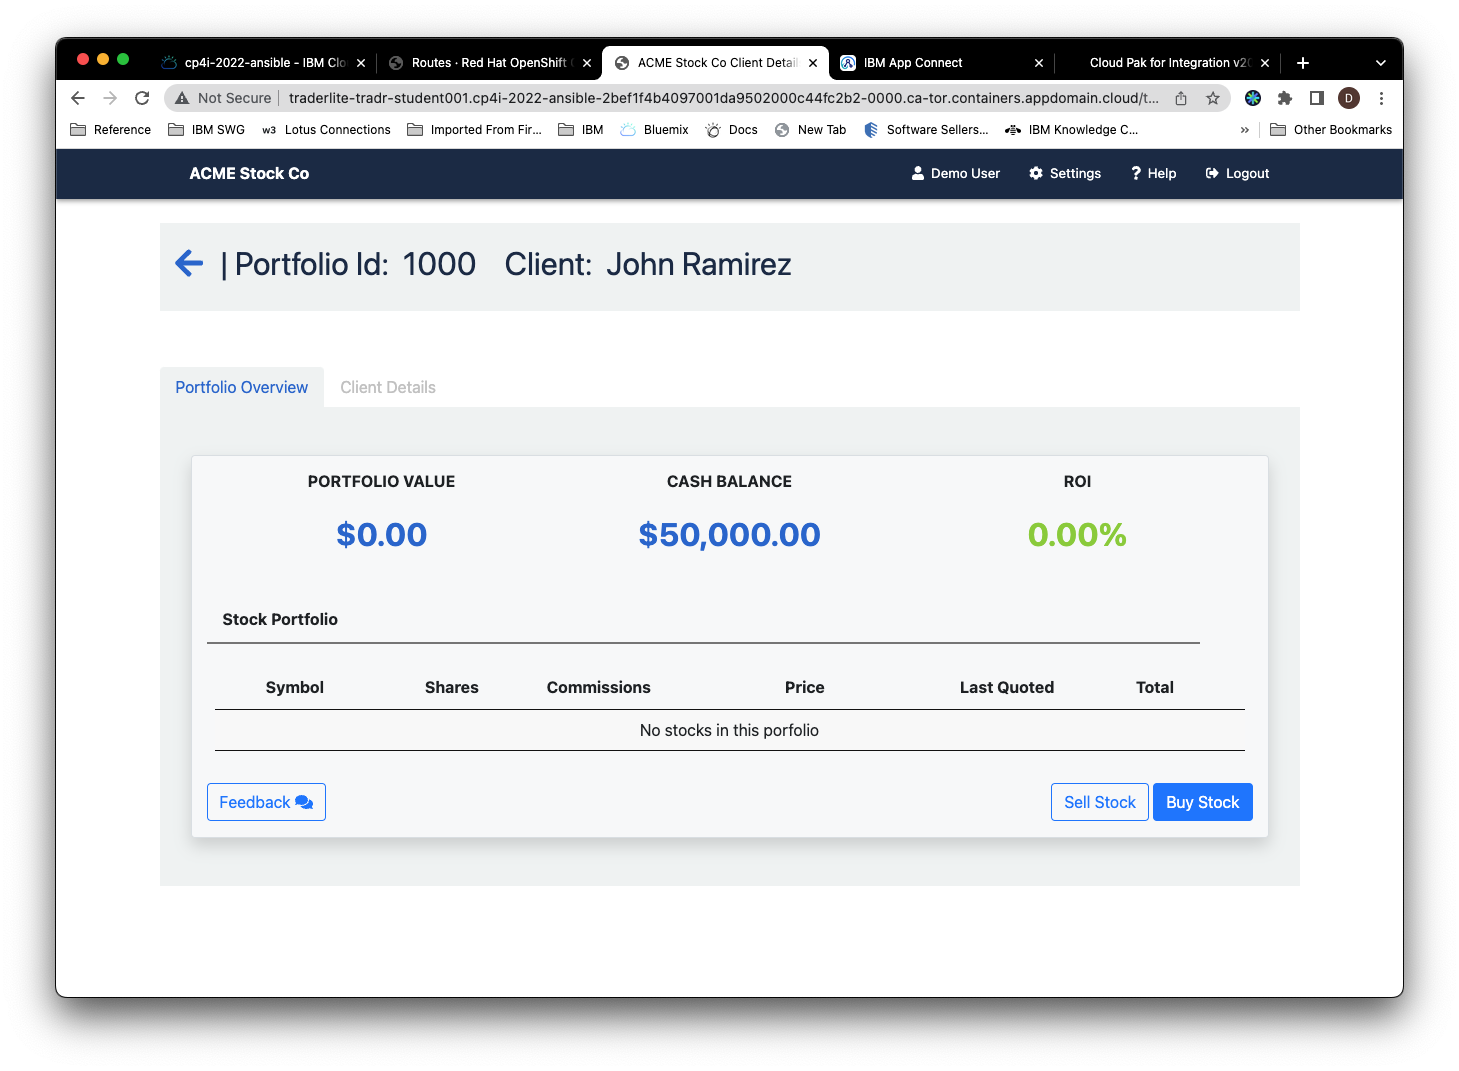 cp4i-2022-ansible - IBM Clo
Routes · Red Hat OpenShift
ACME Stock Co Client Detail
IBM App Connect
Cloud Pak for Integration v20
Not Secure
traderlite-tradr-student001.cp4i-2022-ansible-2bef1f4b4097001da9502000c44fc2b2-0000.ca-tor.containers.appdomain.cloud/t...
D
Reference
IBM SWG
w3 Lotus Connections
Imported From Fir...
IBM
Bluemix
Docs
New Tab
Software Sellers...
IBM Knowledge C...
»
Other Bookmarks
ACME Stock Co
Demo User
Settings
? Help
Logout
| Portfolio Id: 1000 Client: John Ramirez
Portfolio Overview
Client Details
PORTFOLIO VALUE
CASH BALANCE
ROI
$0.00
$50,000.00
0.00%
Stock Portfolio
Symbol Shares Commissions Price Last Quoted Total
No stocks in this porfolio
Feedback
Sell Stock
Buy Stock